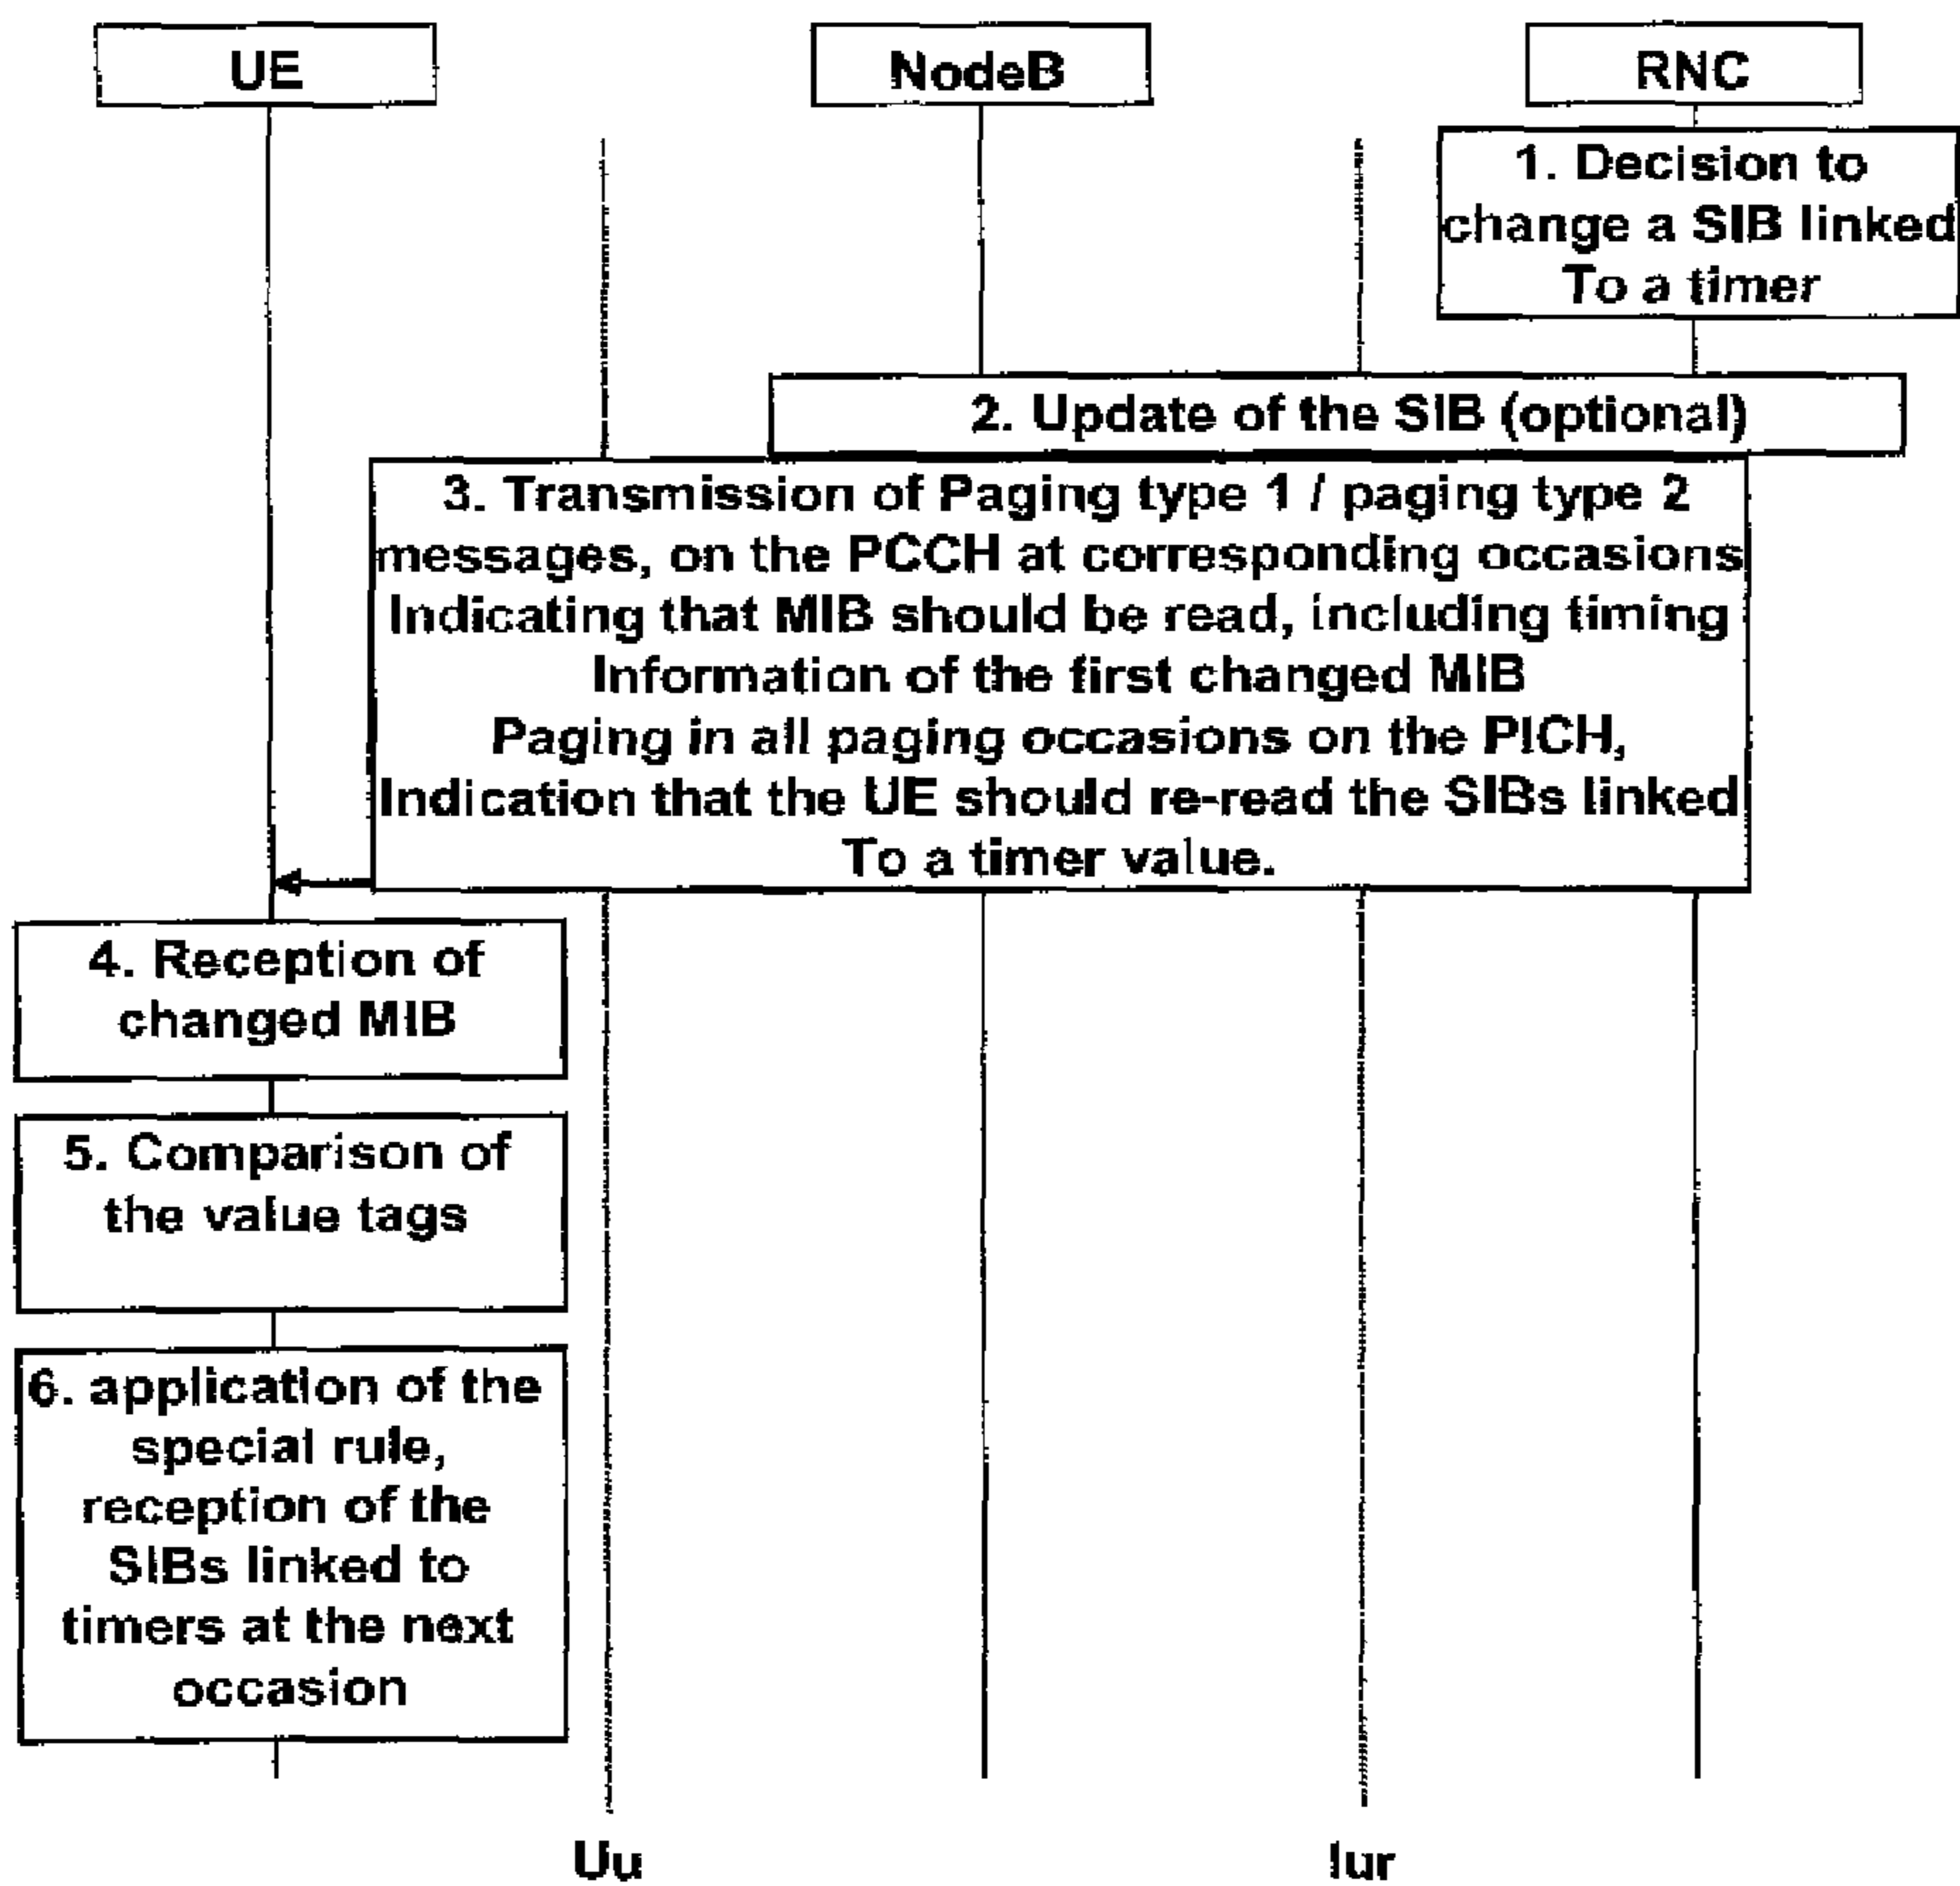 UE
NodeB
RNC
1. Decision to
change a SIB linked
To a timer
2. Update of the SIB (optional)
3. Transmission of Paging type 1 / paging type 2
messages, on the PCCH at corresponding occasions
Indicating that MIB should be read, including timing
Information of the first changed MIB
Paging in all paging occasions on the PICH,
Indication that the UE should re-read the SIBs linked
To a timer value.
4. Reception of
changed MIB
5. Comparison of
the value tags
6. application of the
special rule,
reception of the
SIBs linked to
timers at the next
occasion
Uu
Iur